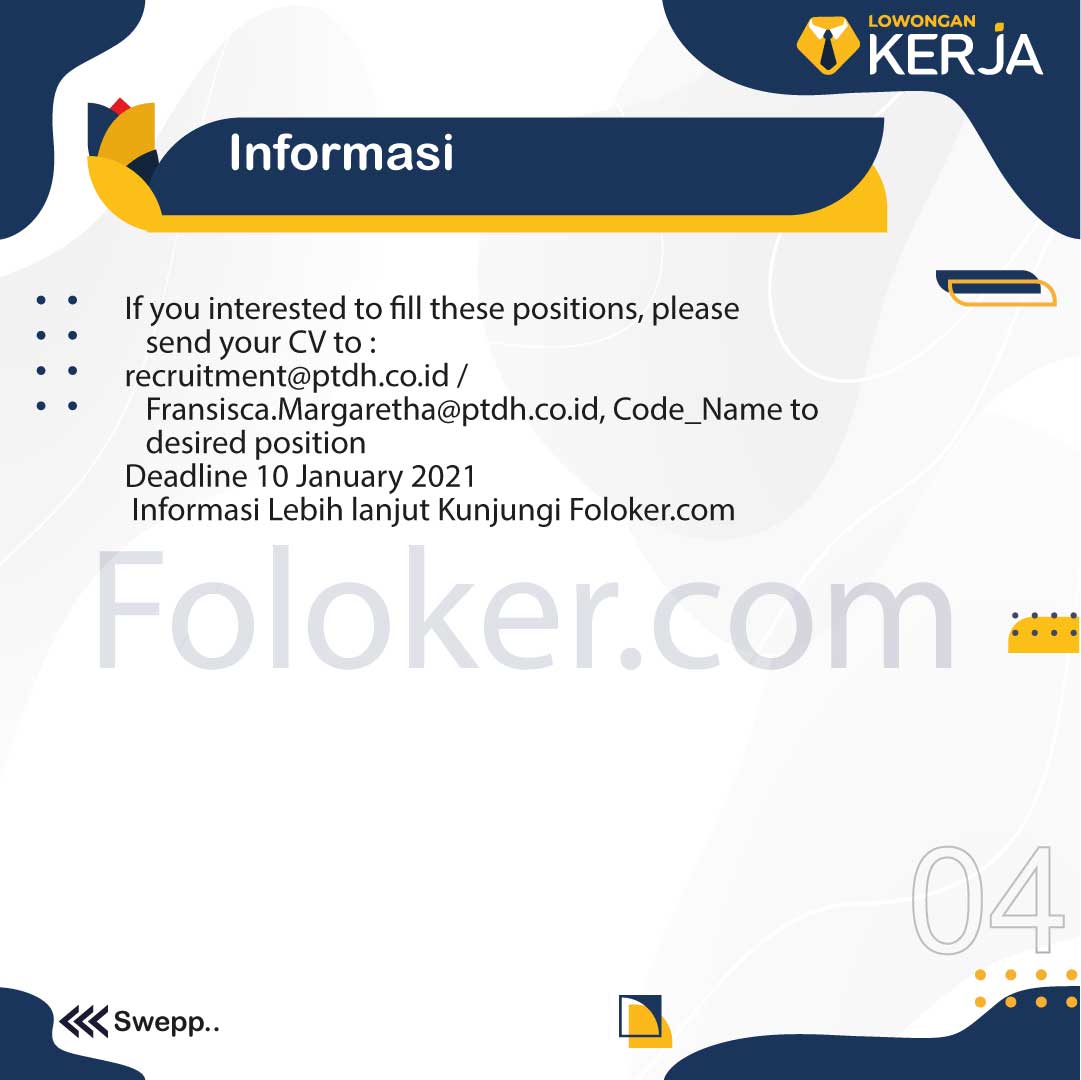 LOWONGAN
KERJA
Informasi
If you interested to fill these positions, please
send your CV to :
recruitment@ptdh.co.id /
Fransisca.Margaretha@ptdh.co.id, Code_Name to
desired position
Deadline 10 January 2021
Informasi Lebih lanjut Kunjungi Foloker.com
Foloker.com
04
Swepp..